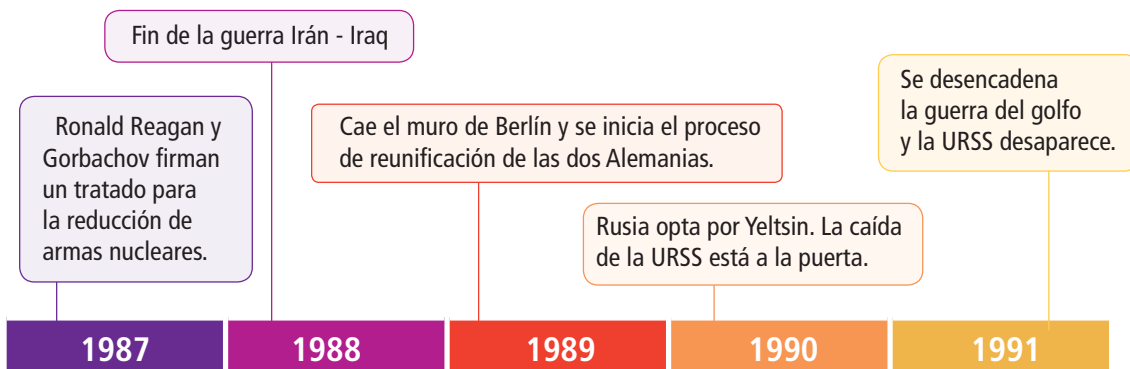 Fin de la guerra Irán - Iraq
Ronald Reagan y
Gorbachov firman
un tratado para
la reducción de
armas nucleares.
Cae el muro de Berlín y se inicia el proceso
de reunificación de las dos Alemanias.
Rusia opta por Yeltsin. La caída
de la URSS está a la puerta.
Se desencadena
la guerra del golfo
y la URSS desaparece.
1987
1988
1989
1990
1991